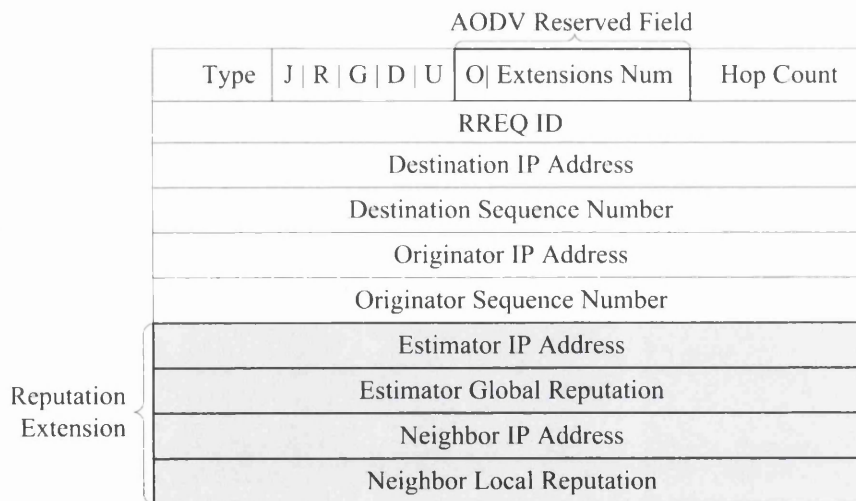 AODV Reserved Field
Type J | R | G | D | U O| Extensions Num Hop Count
RREQ ID
Destination IP Address
Destination Sequence Number
Originator IP Address
Originator Sequence Number
Reputation
Extension
Estimator IP Address
Estimator Global Reputation
Neighbor IP Address
Neighbor Local Reputation